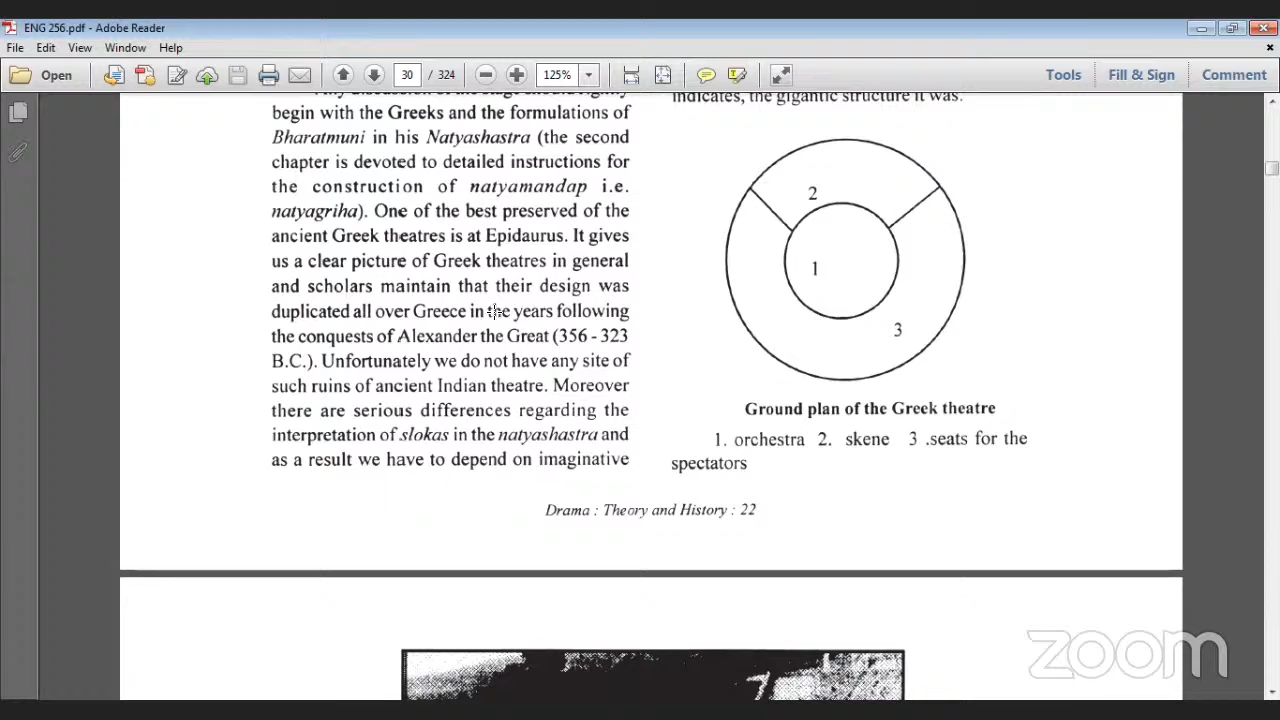 ENG 256.pdf - Adobe Reader
File Edit View Window Help
Open 30 / 324 125% Tools Fill & Sign Comment
begin with the Greeks and the formulations of
Bharatmuni in his Natyashastra (the second
chapter is devoted to detailed instructions for
the construction of natyamandap i.e.
natyagriha). One of the best preserved of the
ancient Greek theatres is at Epidaurus. It gives
us a clear picture of Greek theatres in general
and scholars maintain that their design was
duplicated all over Greece in the years following
the conquests of Alexander the Great (356 - 323
B.C.). Unfortunately we do not have any site of
such ruins of ancient Indian theatre. Moreover
there are serious differences regarding the
interpretation of slokas in the natyashastra and
as a result we have to depend on imaginative
indicates, the gigantic structure it was.
2
1
3
Ground plan of the Greek theatre
1. orchestra 2. skene 3 .seats for the
spectators
Drama : Theory and History : 22
zoom